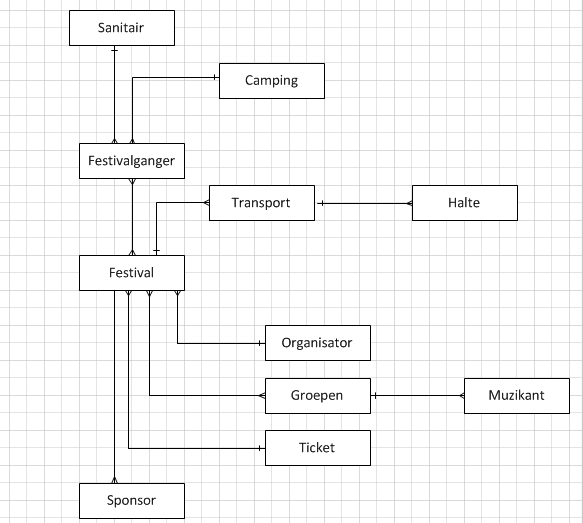 Sanitair
Camping
Festivalganger
Transport
Halte
Festival
Organisator
Groepen
Muzikant
Ticket
Sponsor